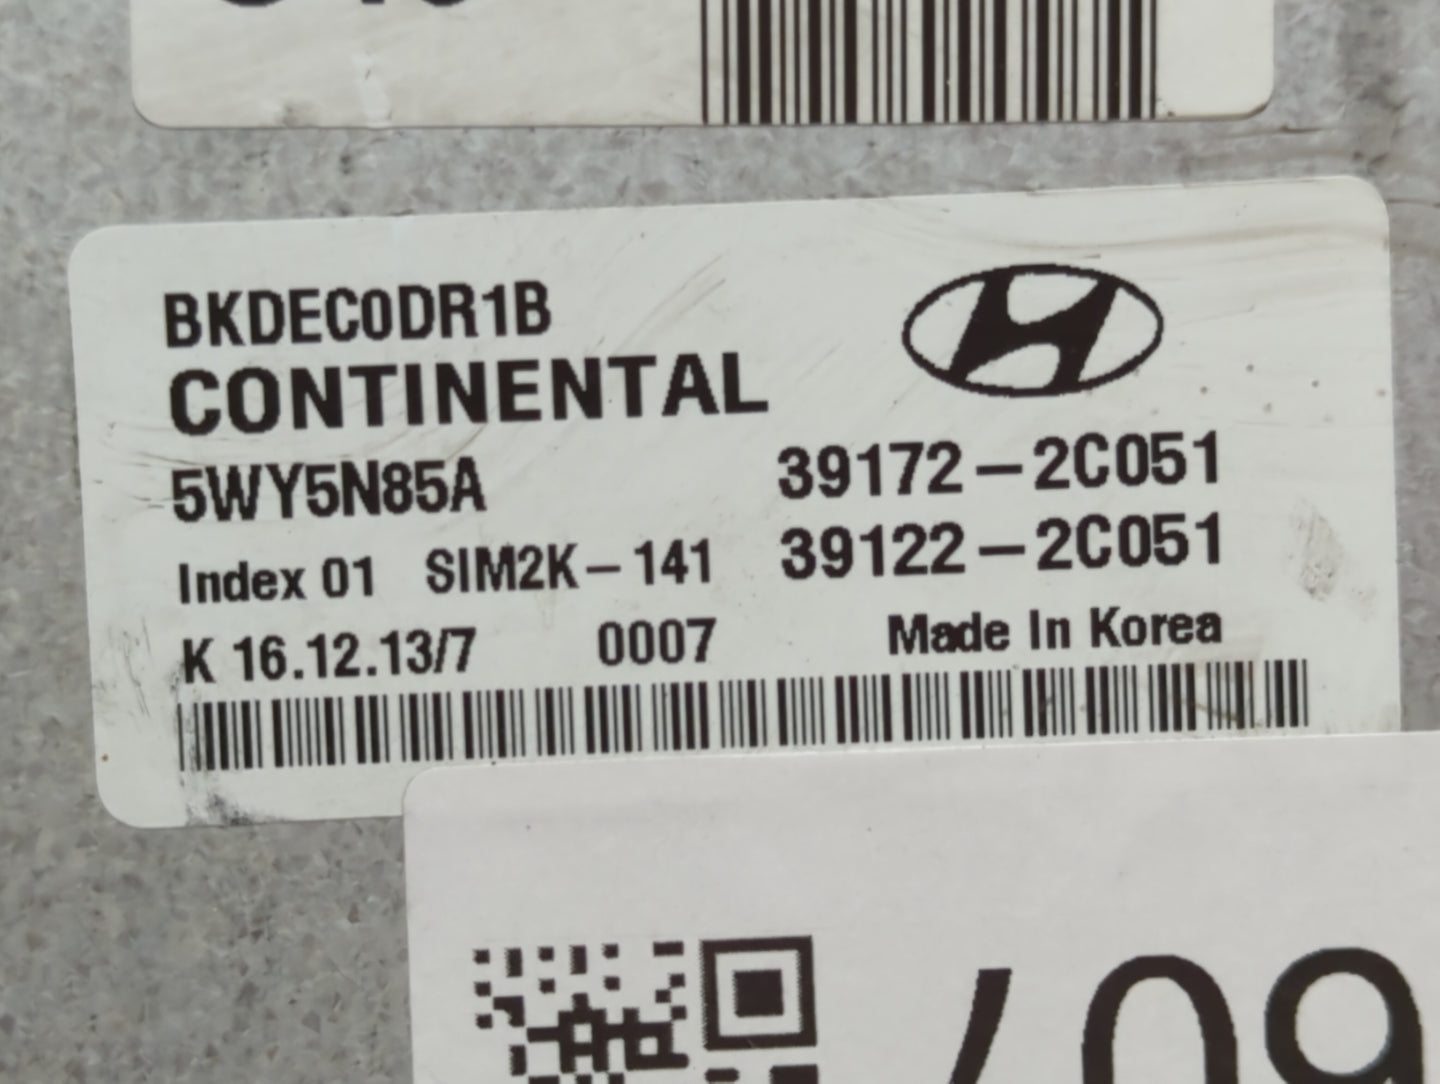 BKDEC0DR1B
CONTINENTAL
5WY5N85A 39172-2C051
Index 01 SIM2K-141 39122-2C051
K 16.12.13/7 0007 Made In Korea